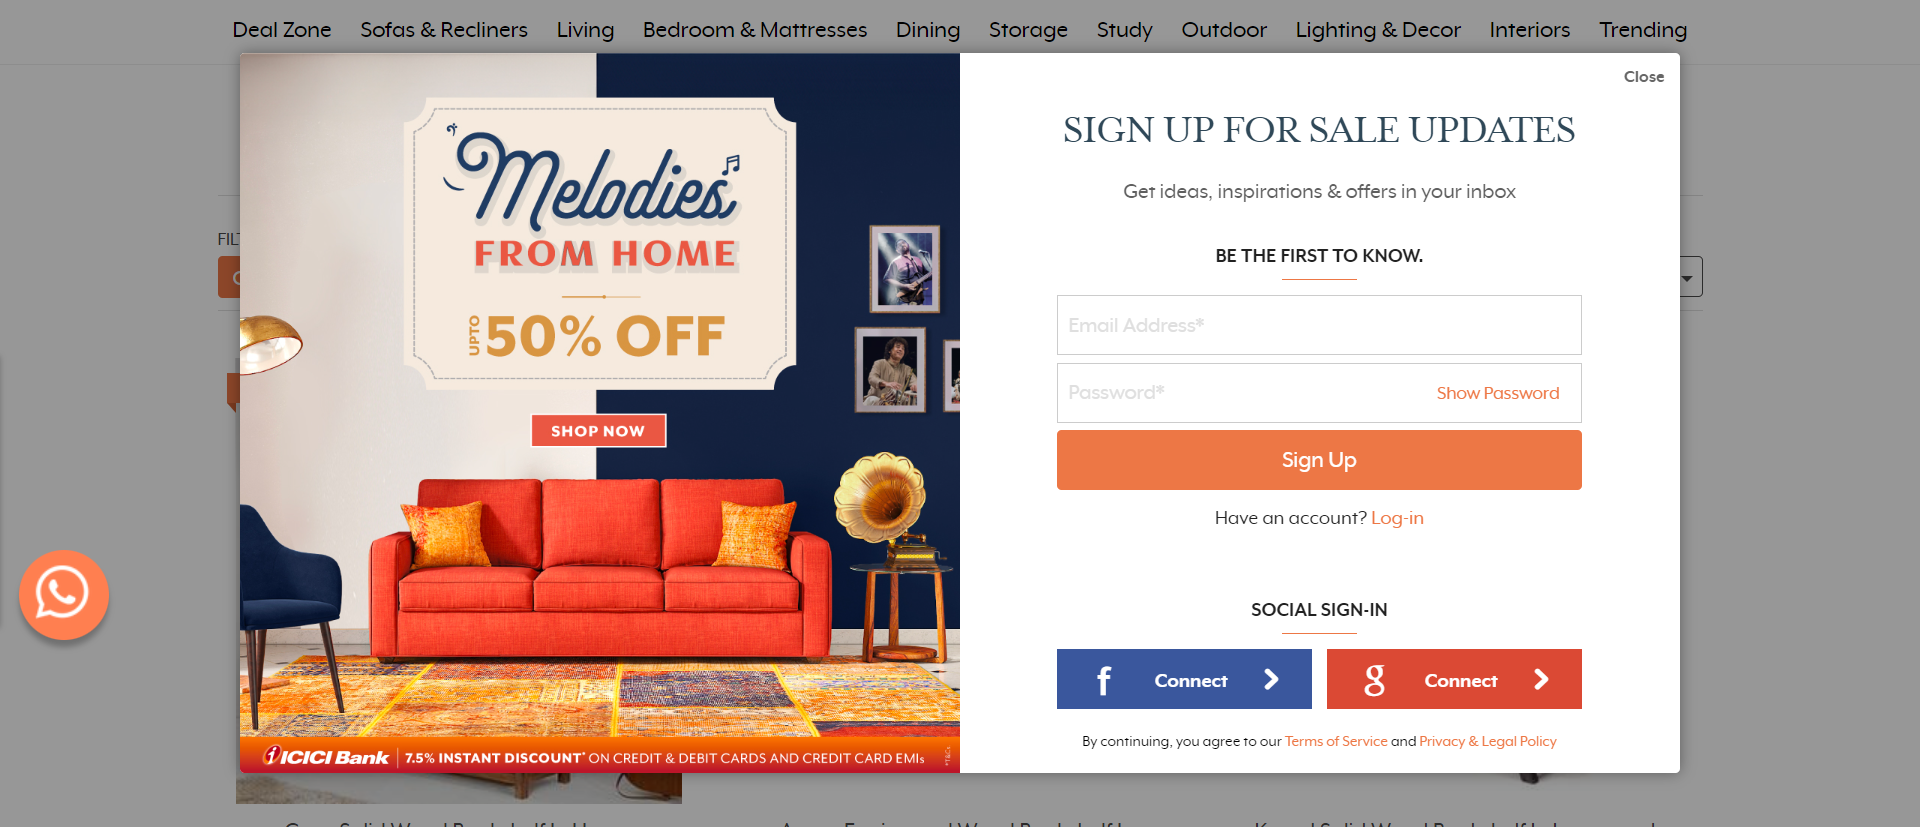 Deal Zone Sofas & Recliners Living Bedroom & Mattresses Dining Storage Study Outdoor Lighting & Decor Interiors Trending
Close
Melodies
FROM HOME
UPTO 50% OFF
SHOP NOW
ICICI Bank 7.5% INSTANT DISCOUNT* ON CREDIT & DEBIT CARDS AND CREDIT CARD EMIs
*T&Cs
SIGN UP FOR SALE UPDATES
Get ideas, inspirations & offers in your inbox
BE THE FIRST TO KNOW.
Email Address*
Password* Show Password
Sign Up
Have an account? Log-in
SOCIAL SIGN-IN
f Connect g Connect
By continuing, you agree to our Terms of Service and Privacy & Legal Policy